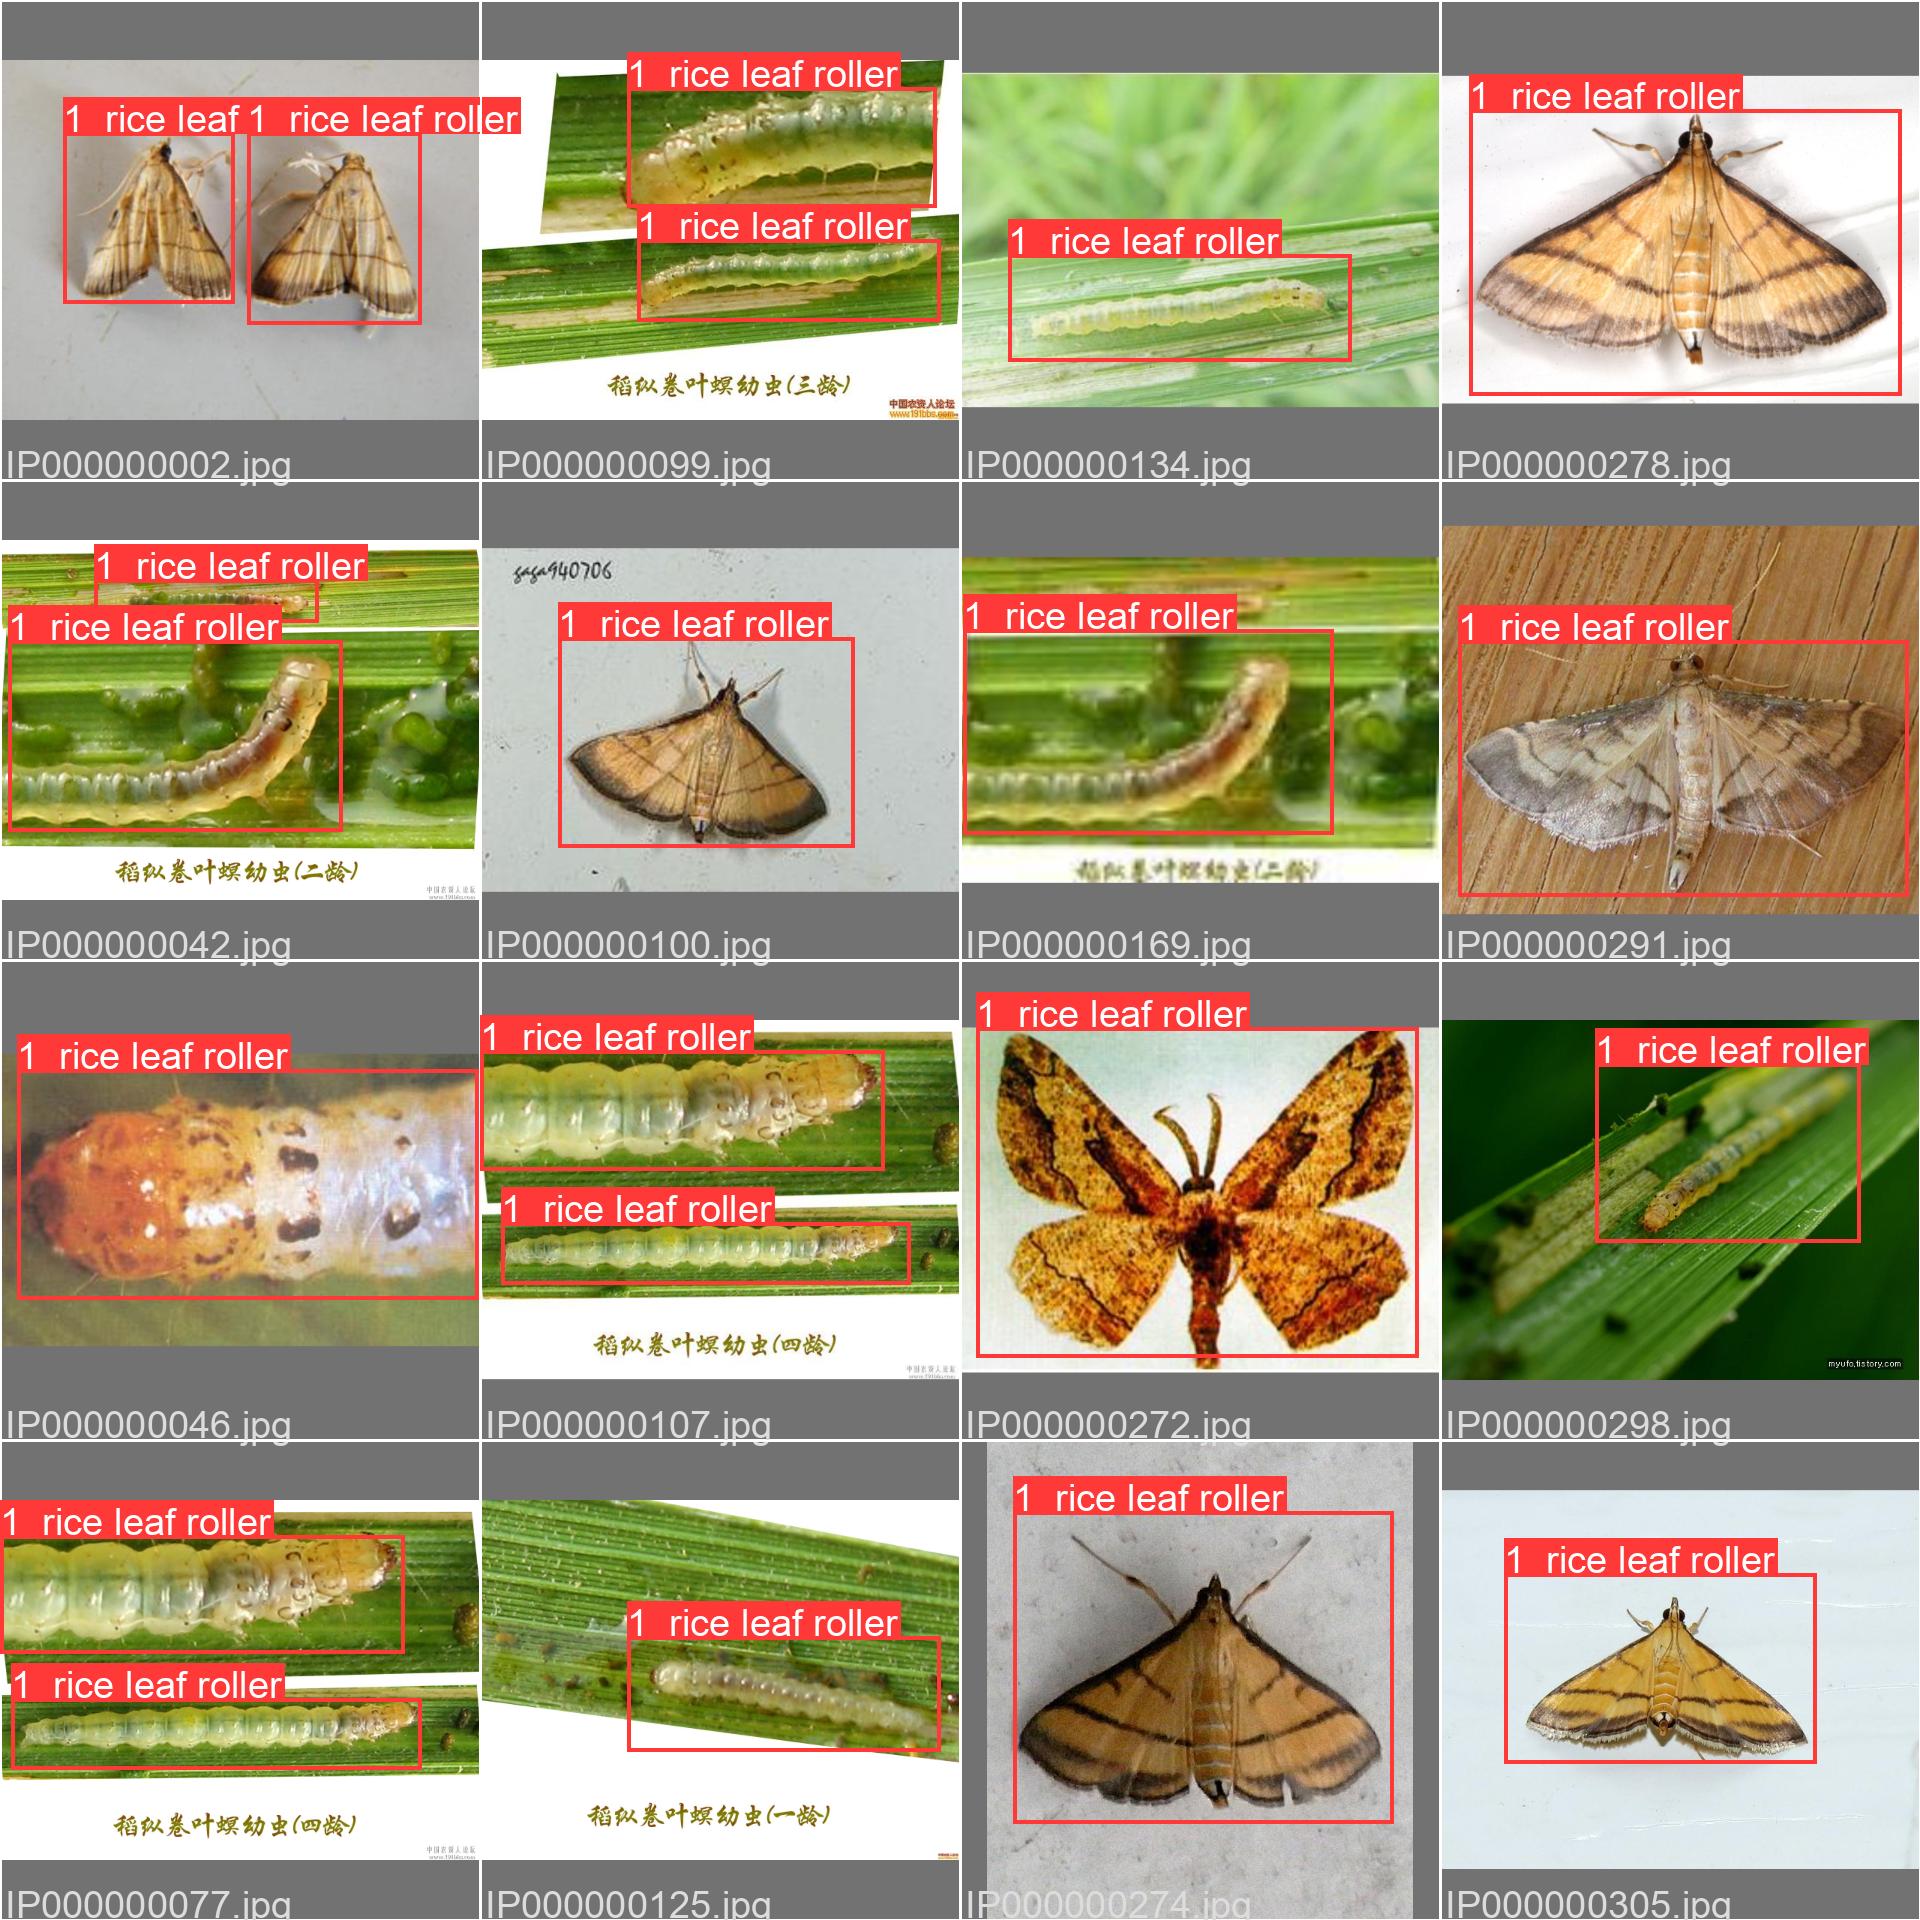 1 rice leaf
1 rice leaf roller
IP000000002.jpg
1 rice leaf roller
1 rice leaf roller
稻纵卷叶螟幼虫(三龄)
中国农资人论坛
www.191bbs.com
IP000000099.jpg
1 rice leaf roller
IP000000134.jpg
1 rice leaf roller
IP000000278.jpg
1 rice leaf roller
1 rice leaf roller
稻纵卷叶螟幼虫(二龄)
中国农资人论坛
www.191bbs.com
IP000000042.jpg
gaga940706
1 rice leaf roller
IP000000100.jpg
1 rice leaf roller
稻纵卷叶螟幼虫(二龄)
IP000000169.jpg
1 rice leaf roller
IP000000291.jpg
1 rice leaf roller
IP000000046.jpg
1 rice leaf roller
1 rice leaf roller
稻纵卷叶螟幼虫(四龄)
中国农资人论坛
www.191bbs.com
IP000000107.jpg
1 rice leaf roller
IP000000272.jpg
1 rice leaf roller
myufo.tistory.com
IP000000298.jpg
1 rice leaf roller
1 rice leaf roller
稻纵卷叶螟幼虫(四龄)
中国农资人论坛
www.191bbs.com
IP000000077.jpg
1 rice leaf roller
稻纵卷叶螟幼虫(一龄)
IP000000125.jpg
1 rice leaf roller
IP000000274.jpg
1 rice leaf roller
IP000000305.jpg